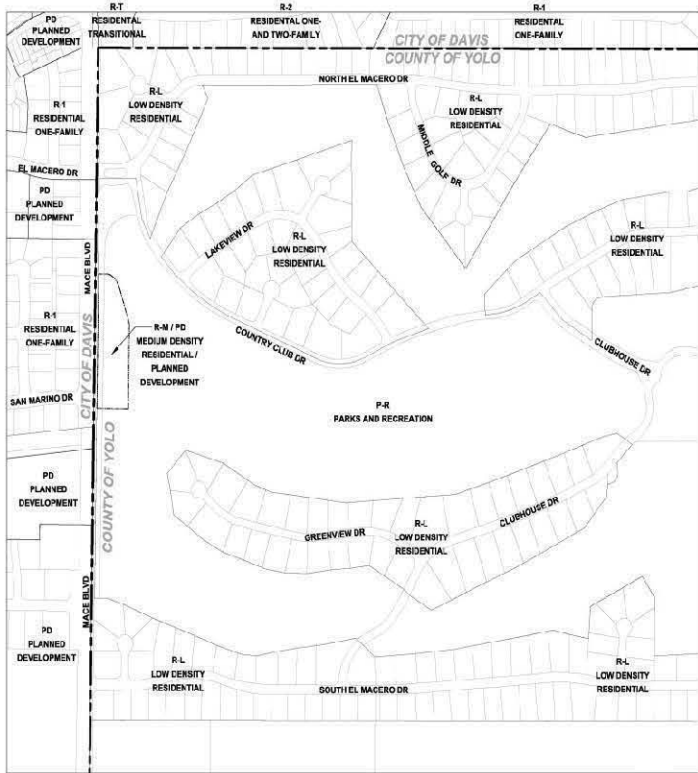 R-T
RESIDENTAL
TRANSITIONAL
R-2
RESIDENTAL ONE-
AND TWO-FAMILY
R-1
RESIDENTAL
ONE-FAMILY
PD
PLANNED
DEVELOPMENT
CITY OF DAVIS
COUNTY OF YOLO
NORTH EL MACERO DR
R-1
RESIDENTIAL
ONE-FAMILY
R-L
LOW DENSITY
RESIDENTIAL
R-L
LOW DENSITY
RESIDENTIAL
MIDDLE GOLF DR
EL MACERO DR
PD
PLANNED
DEVELOPMENT
LAKEVIEW DR
R-L
LOW DENSITY
RESIDENTIAL
R-L
LOW DENSITY
RESIDENTIAL
MACE BLVD
R-1
RESIDENTIAL
ONE-FAMILY
R-M / PD
MEDIUM DENSITY
RESIDENTIAL /
PLANNED
DEVELOPMENT
COUNTRY CLUB DR
CLUBHOUSE DR
CITY OF DAVIS
COUNTY OF YOLO
SAN MARINO DR
P-R
PARKS AND RECREATION
PD
PLANNED
DEVELOPMENT
GREENVIEW DR
R-L
LOW DENSITY
RESIDENTIAL
CLUBHOUSE DR
MACE BLVD
PD
PLANNED
DEVELOPMENT
R-L
LOW DENSITY
RESIDENTIAL
SOUTH EL MACERO DR
R-L
LOW DENSITY
RESIDENTIAL